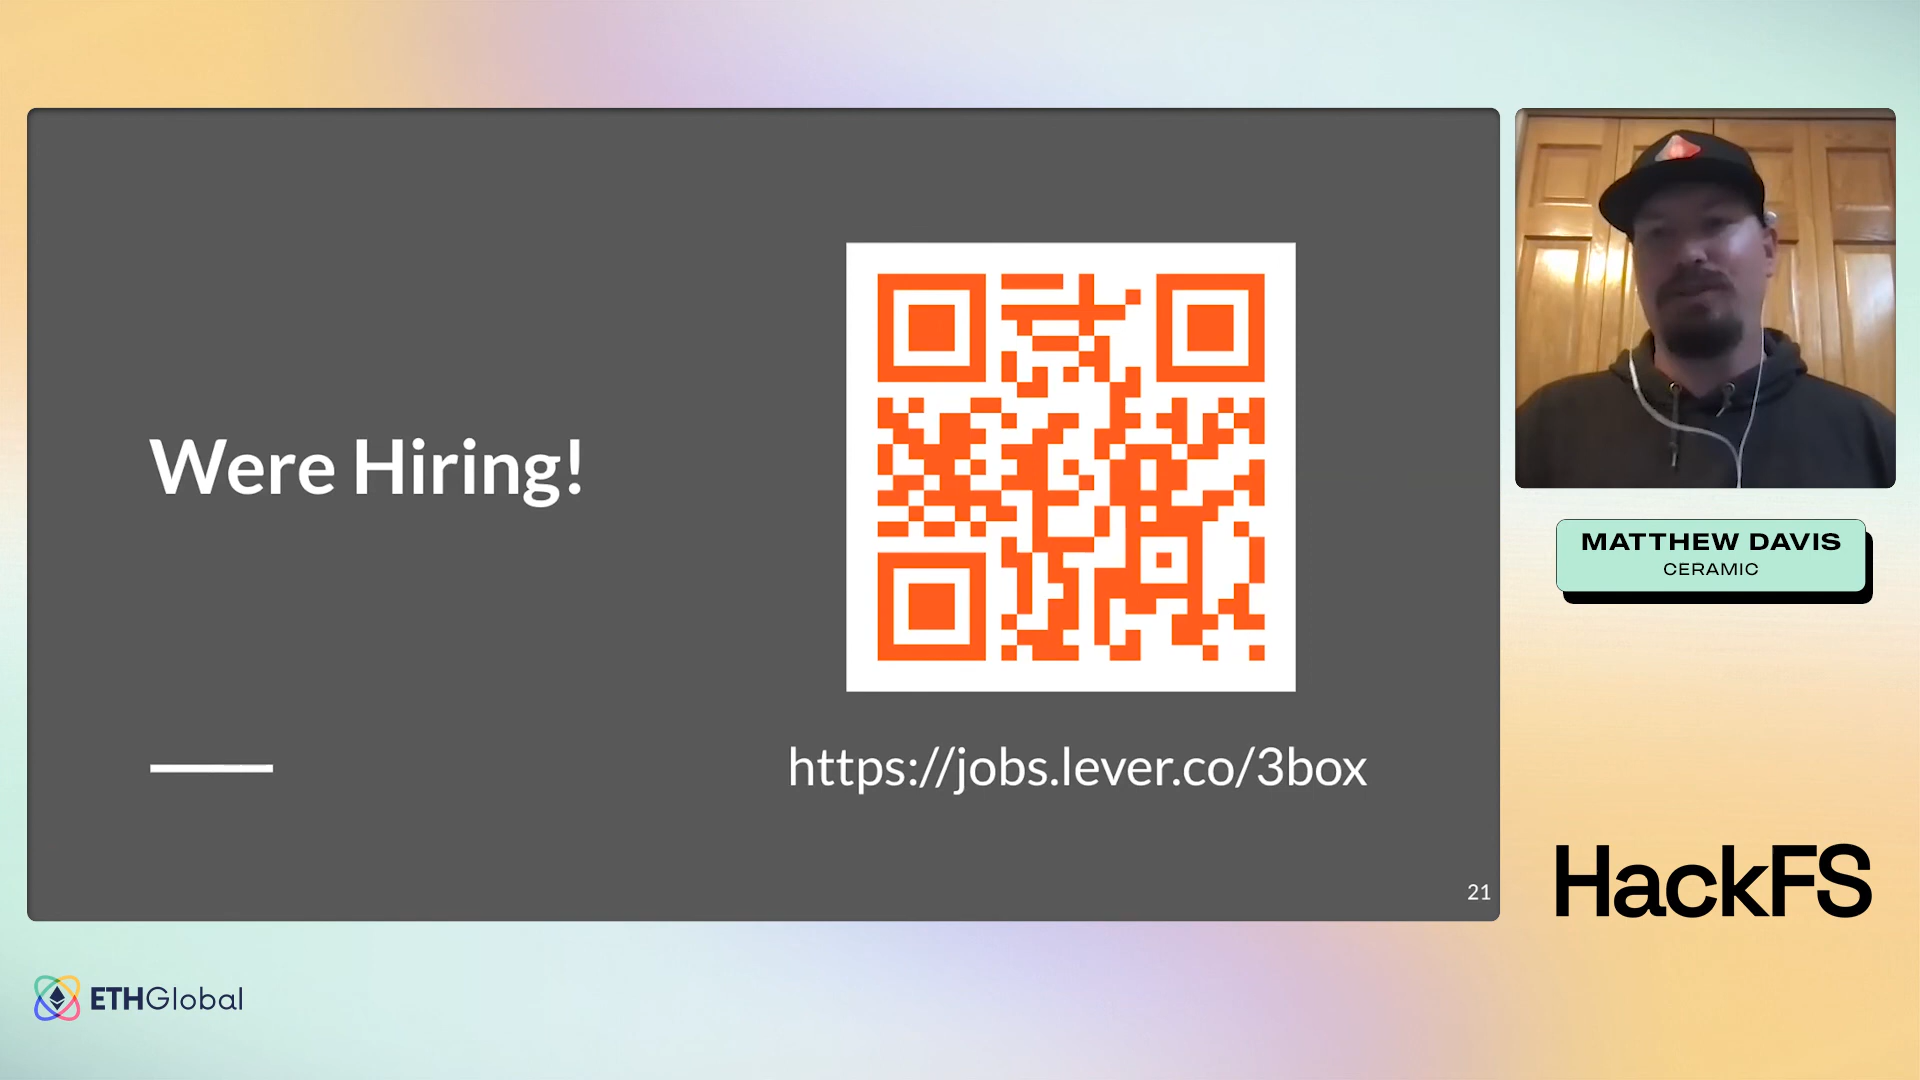 Were Hiring!
https://jobs.lever.co/3box
21
MATTHEW DAVIS
CERAMIC
HackFS
ETHGlobal